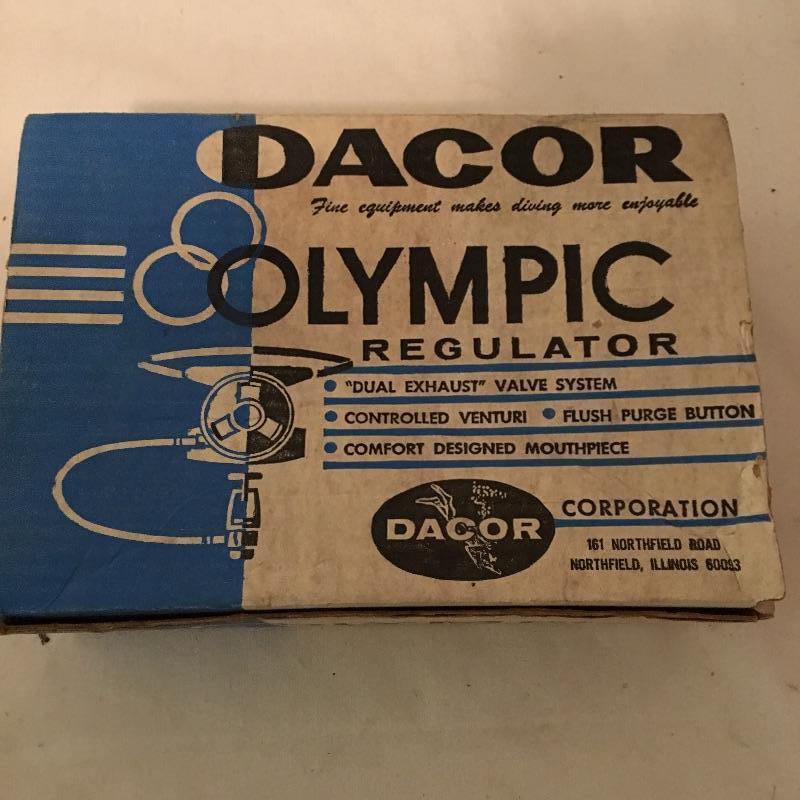 DACOR
Fine equipment makes diving more enjoyable
OLYMPIC
REGULATOR
"DUAL EXHAUST" VALVE SYSTEM
CONTROLLED VENTURI • FLUSH PURGE BUTTON
COMFORT DESIGNED MOUTHPIECE
DACOR
CORPORATION
161 NORTHFIELD ROAD
NORTHFIELD, ILLINOIS 60093